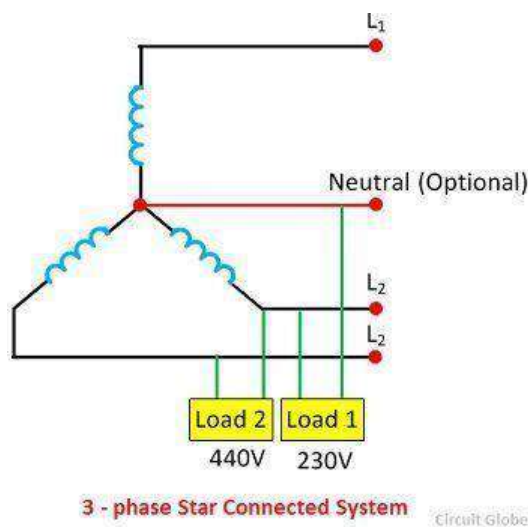 L1
Neutral (Optional)
L2
L2
Load 2
Load 1
440V
230V
3 - phase Star Connected System
Circuit Globe